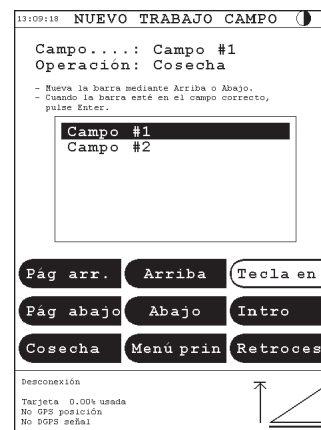 13:09:18 NUEVO TRABAJO CAMPO
Campo....: Campo #1
Operación: Cosecha
- Mueva la barra mediante Arriba o Abajo.
- Cuando la barra esté en el campo correcto,
pulse Enter.
Campo #1
Campo #2
Pág arr. Arriba Tecla en
Pág abajo Abajo Intro
Cosecha Menú prin Retroces
Desconexión
Tarjeta 0.00% usada
No GPS posición
No DGPS señal